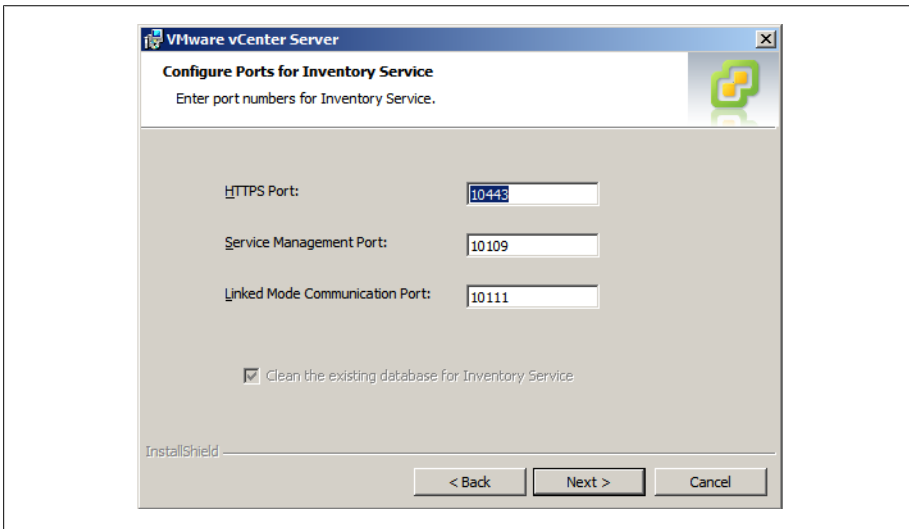 VMware vCenter Server
Configure Ports for Inventory Service
Enter port numbers for Inventory Service.
HTTPS Port: 10443
Service Management Port: 10109
Linked Mode Communication Port: 10111
Clean the existing database for Inventory Service
InstallShield
< Back Next > Cancel